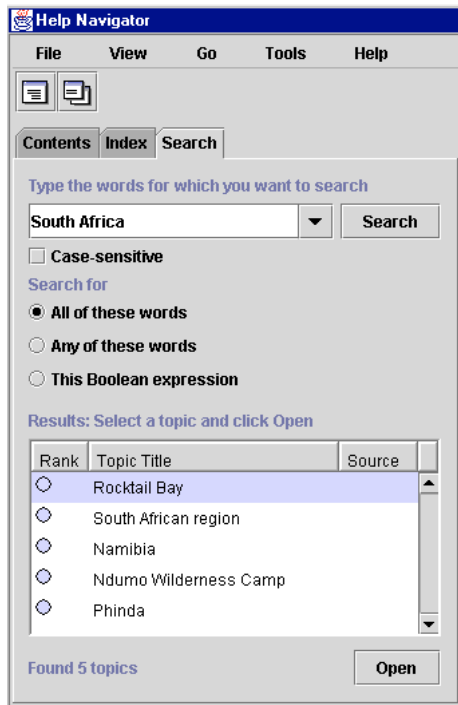 Help Navigator
File View Go Tools Help
Contents Index Search
Type the words for which you want to search
South Africa Search
Case-sensitive
Search for
All of these words
Any of these words
This Boolean expression
Results: Select a topic and click Open
Rank Topic Title Source
Rocktail Bay
South African region
Namibia
Ndumo Wilderness Camp
Phinda
Found 5 topics Open